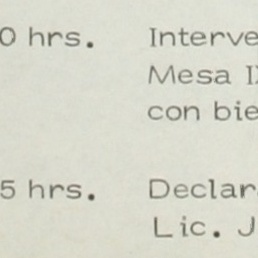 0 hrs. Interve
Mesa I
con bie
5 hrs. Declar
Lic. J